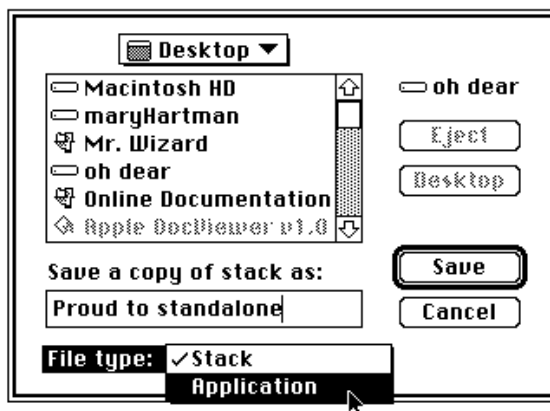 Desktop
Macintosh HD
maryHartman
Mr. Wizard
oh dear
Online Documentation
Apple DocViewer v1.0
oh dear
Eject
Desktop
Save a copy of stack as:
Proud to standalone
Save
Cancel
File type:
✓Stack
Application